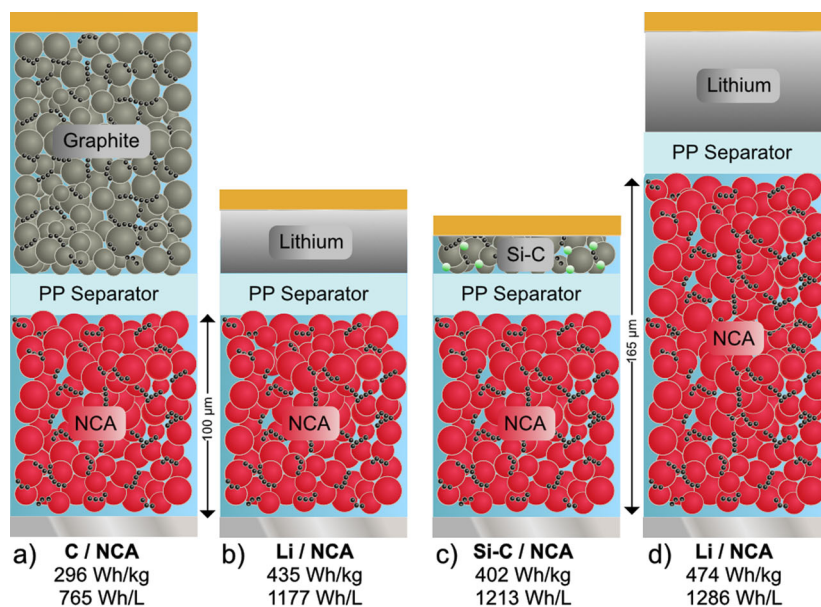 Graphite
PP Separator
NCA
100 µm
a) C / NCA
296 Wh/kg
765 Wh/L
Lithium
PP Separator
NCA
b) Li / NCA
435 Wh/kg
1177 Wh/L
Si-C
PP Separator
NCA
c) Si-C / NCA
402 Wh/kg
1213 Wh/L
Lithium
PP Separator
NCA
165 µm
d) Li / NCA
474 Wh/kg
1286 Wh/L